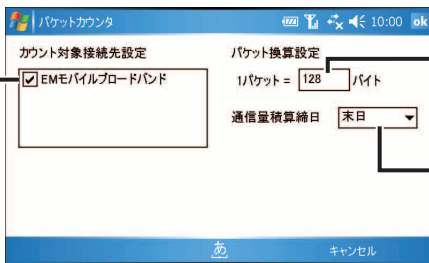 パケットカウンタ 10:00 ok
カウント対象接続先設定
EMモバイルブロードバンド
パケット換算設定
1パケット = 128 バイト
通信量積算締日 末日
あ キャンセル